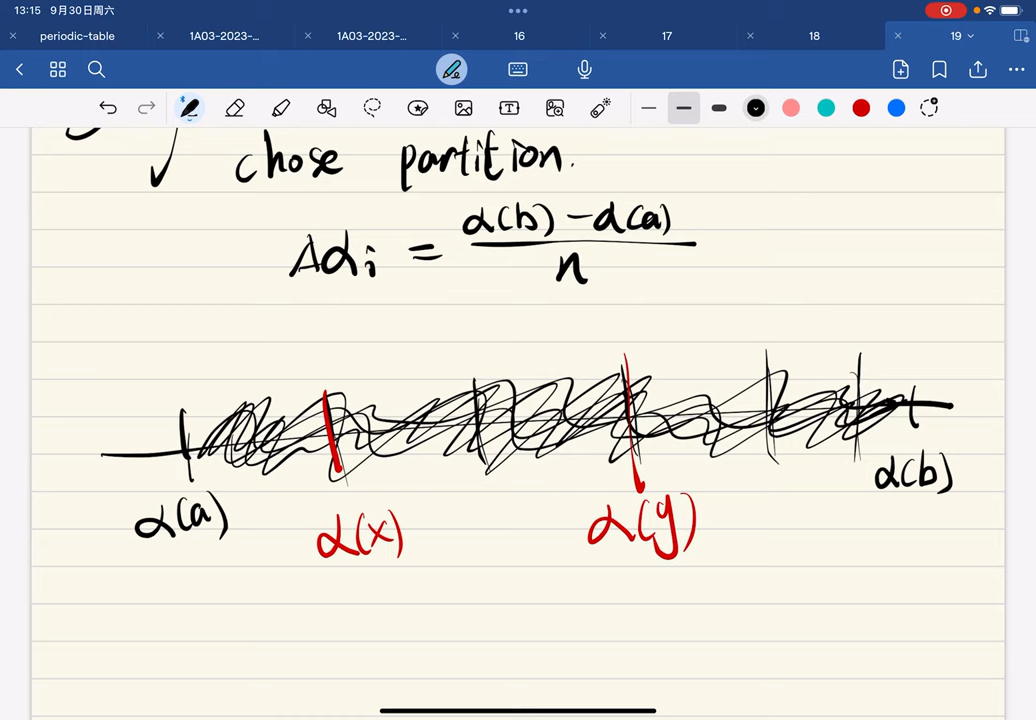 13:15 9月30日周六
periodic-table 1A03-2023-... 1A03-2023-... 16 17 18 19
chose partition.
Δαi = α(b) - α(a) / n
α(a) α(x) α(y) α(b)